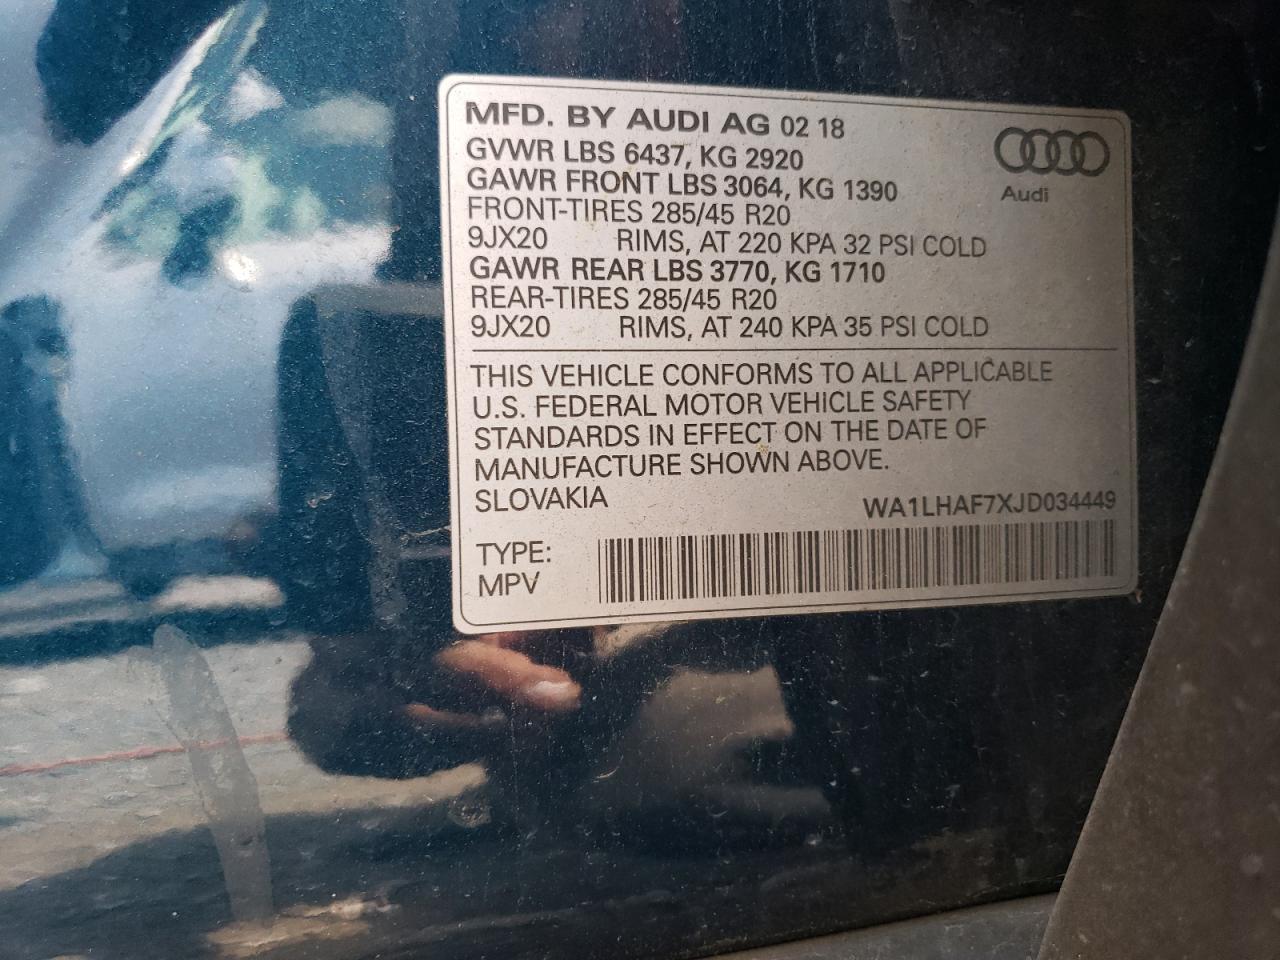 MFD. BY AUDI AG 02 18
GVWR LBS 6437, KG 2920
GAWR FRONT LBS 3064, KG 1390
FRONT-TIRES 285/45 R20
9JX20 RIMS, AT 220 KPA 32 PSI COLD
GAWR REAR LBS 3770, KG 1710
REAR-TIRES 285/45 R20
9JX20 RIMS, AT 240 KPA 35 PSI COLD
Audi
THIS VEHICLE CONFORMS TO ALL APPLICABLE
U.S. FEDERAL MOTOR VEHICLE SAFETY
STANDARDS IN EFFECT ON THE DATE OF
MANUFACTURE SHOWN ABOVE.
SLOVAKIA WA1LHAF7XJD034449
TYPE:
MPV